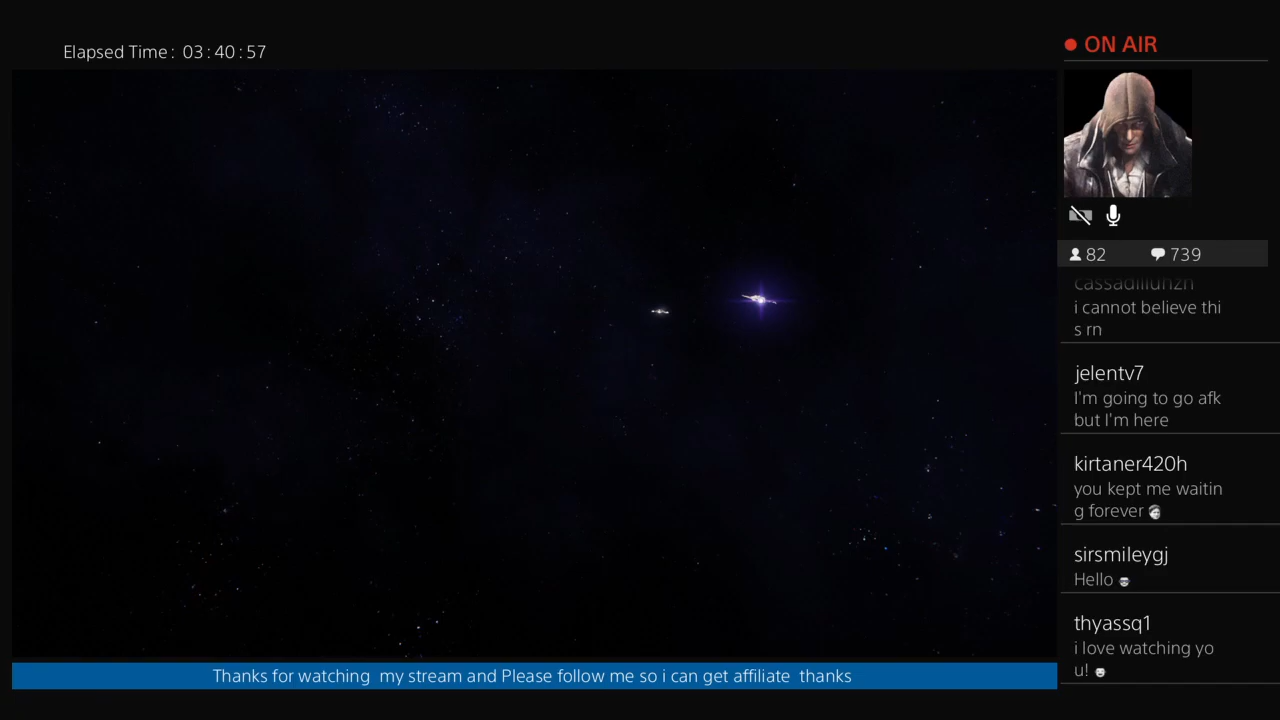 Elapsed Time: 03:40:57
ON AIR
82 739
cassadillunzn
i cannot believe thi
s rn
jelentv7
I'm going to go afk
but I'm here
kirtaner420h
you kept me waitin
g forever
sirsmileygj
Hello
thyassq1
i love watching yo
u!
Thanks for watching my stream and Please follow me so i can get affiliate thanks